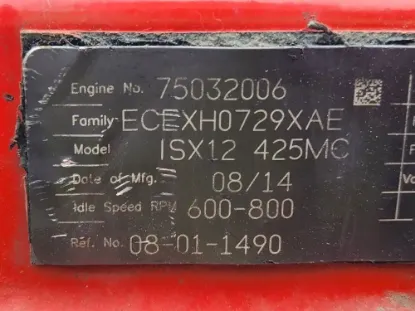 Engine No. 75032006
Family ECEXH0729XAE
Model ISX12 425MC
Date of Mfg. 08/14
Idle Speed RPM 600-800
Ref. No. 08-01-1490